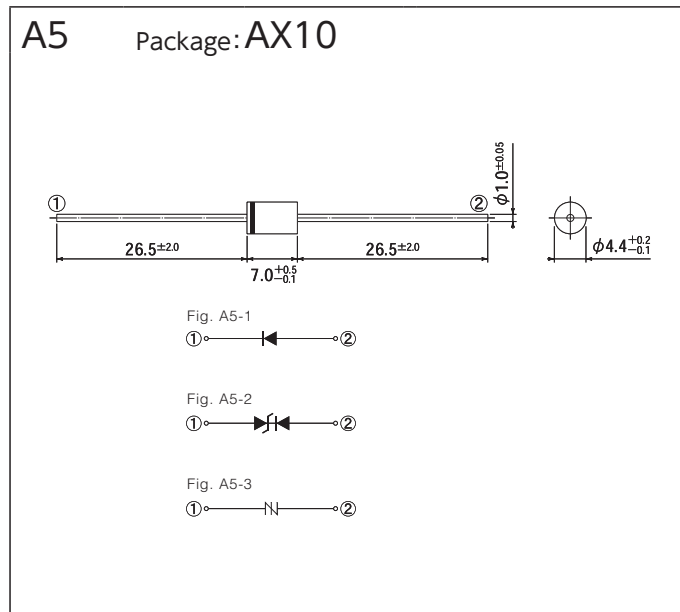 A5 Package: AX10
φ1.0±0.05
① ②
26.5±2.0 26.5±2.0 φ4.4+0.2−0.1
7.0+0.5−0.1
Fig. A5-1
① ②
Fig. A5-2
① ②
Fig. A5-3
① ②